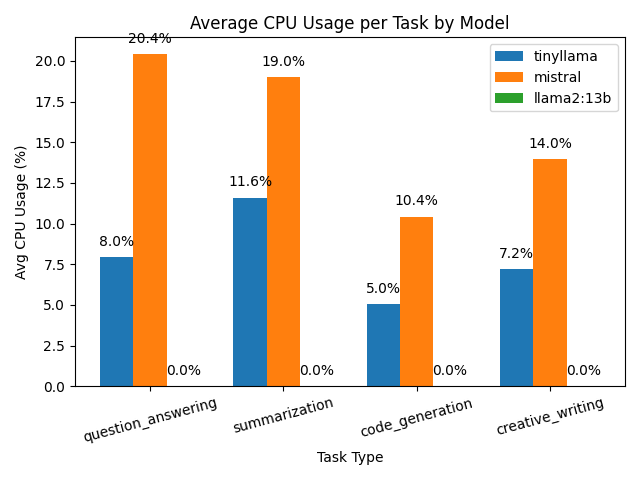 Average CPU Usage per Task by Model
tinyllama
mistral
llama2:13b
Avg CPU Usage (%)
20.0
17.5
15.0
12.5
10.0
7.5
5.0
2.5
0.0
8.0%
20.4%
0.0%
11.6%
19.0%
0.0%
5.0%
10.4%
0.0%
7.2%
14.0%
0.0%
question_answering
summarization
code_generation
creative_writing
Task Type